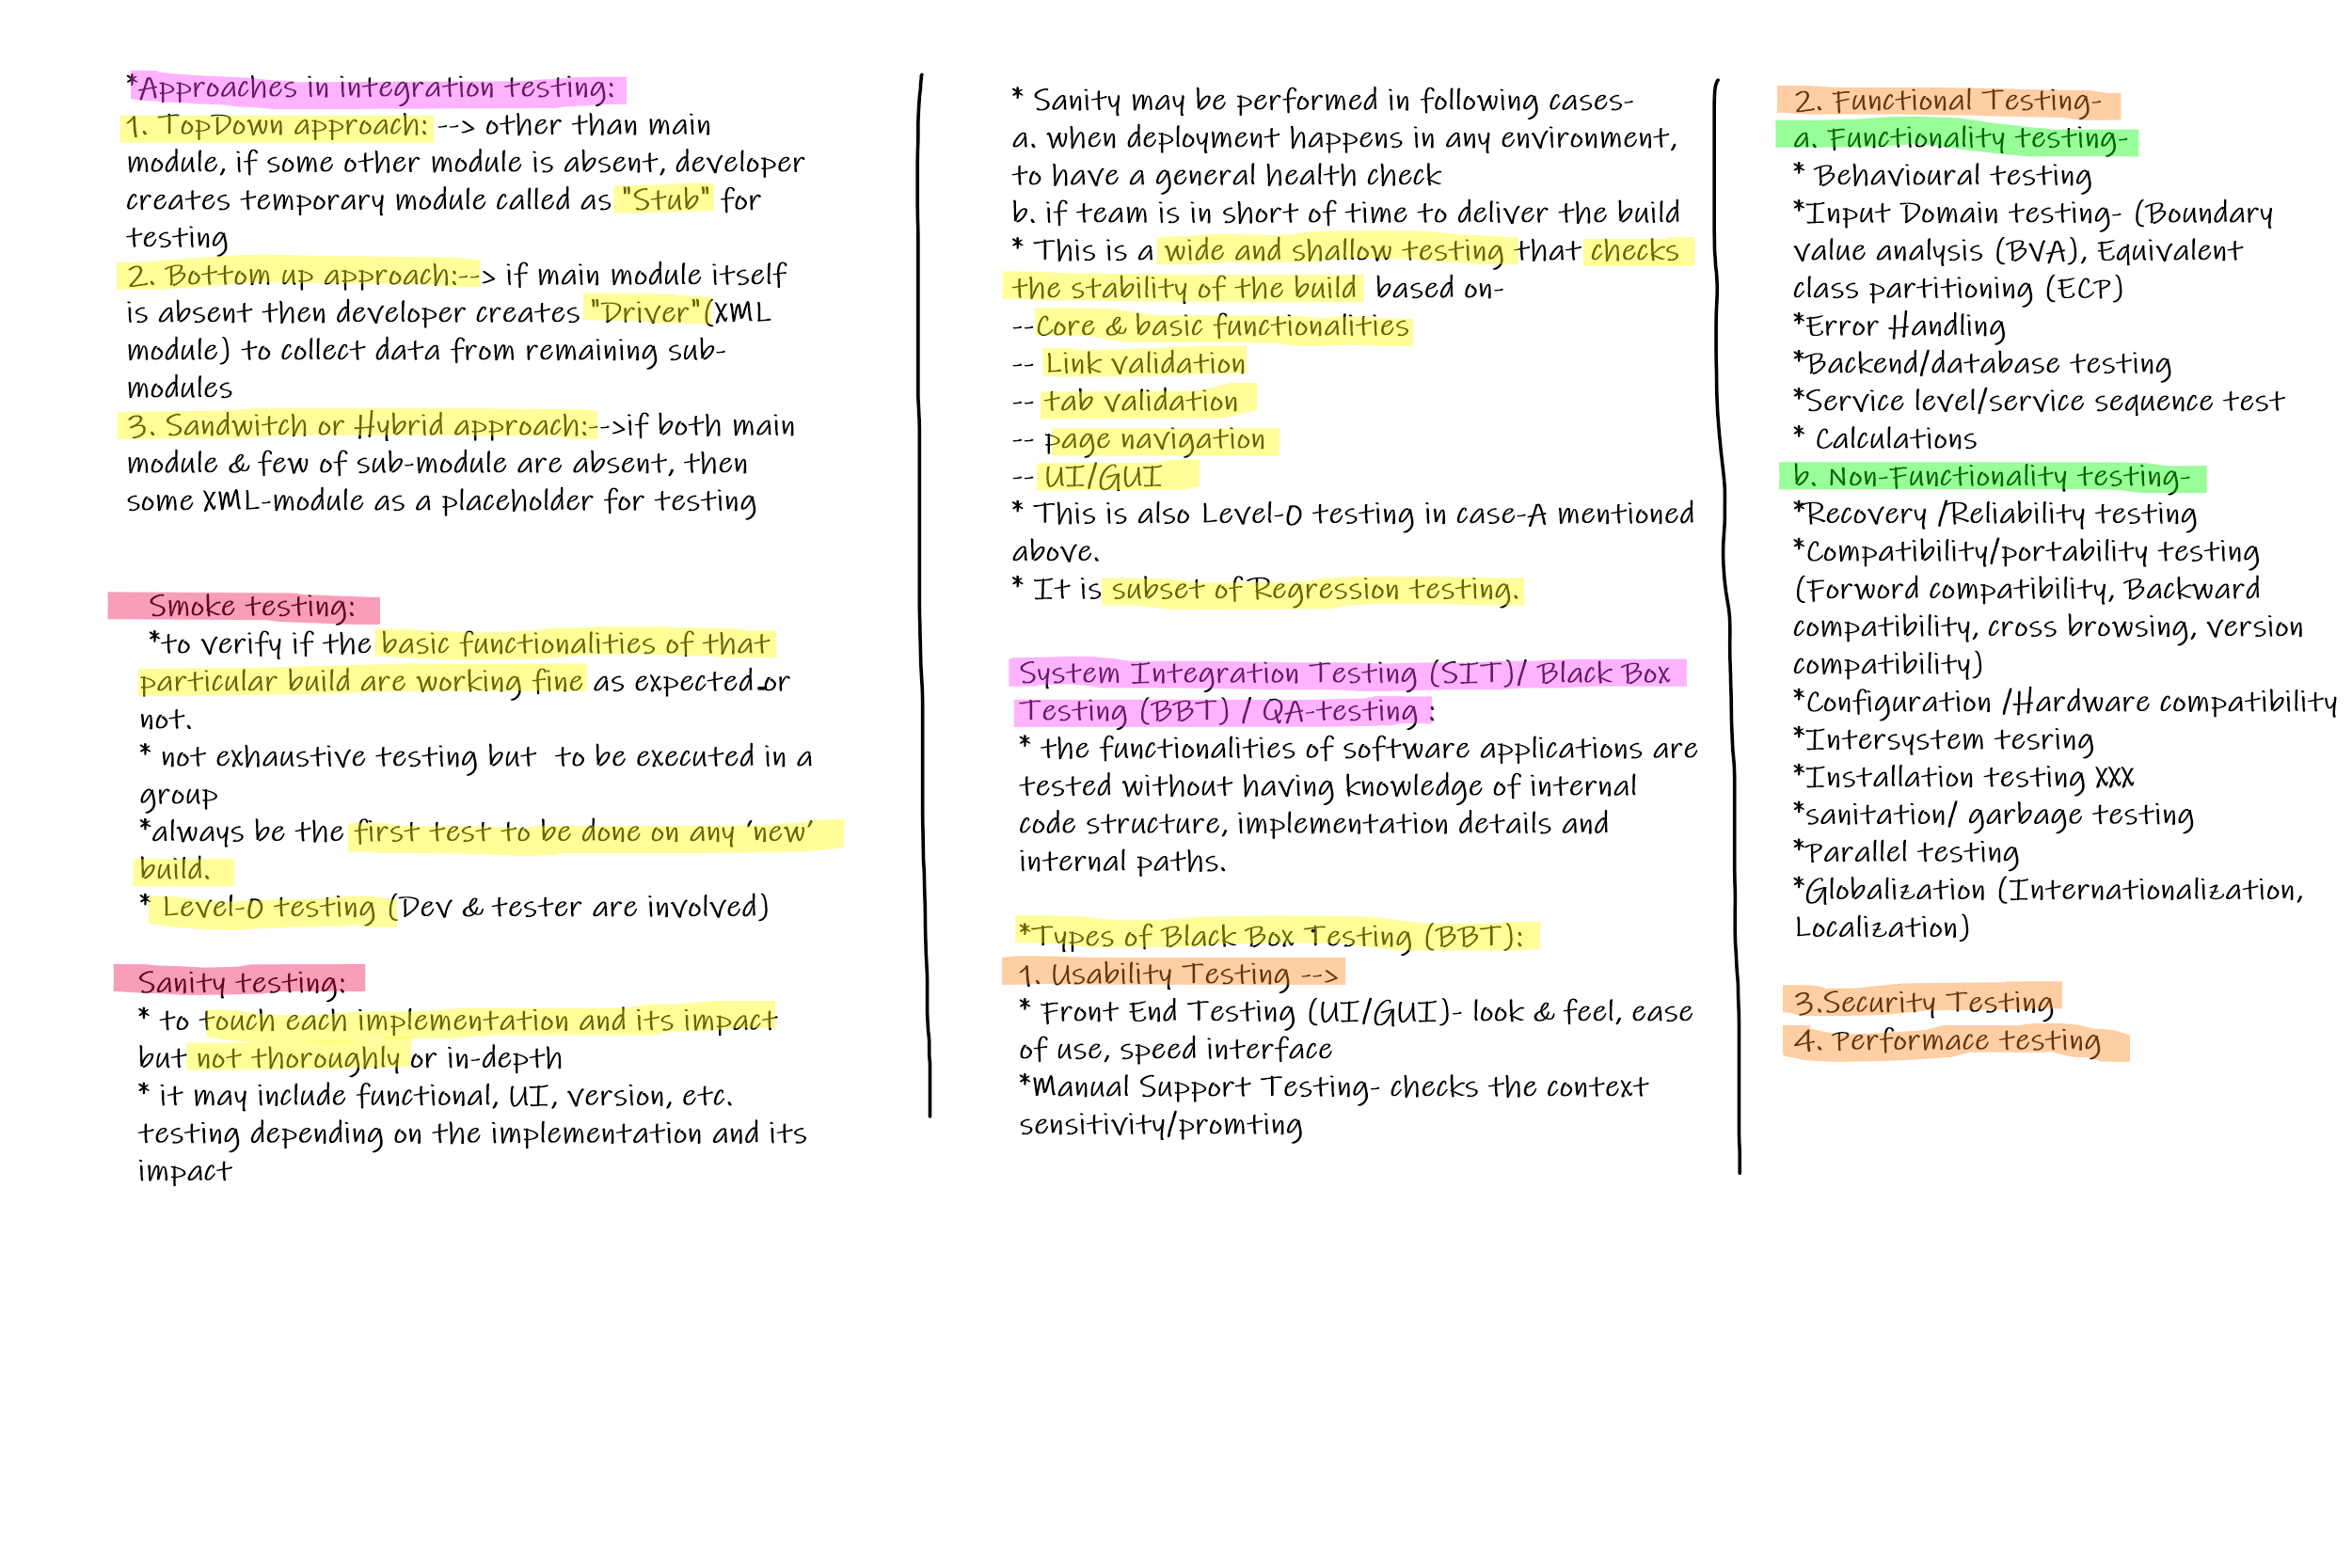 *Approaches in integration testing:
1. TopDown approach: --> other than main
module, if some other module is absent, developer
creates temporary module called as "Stub" for
testing
2. Bottom up approach:--> if main module itself
is absent then developer creates "Driver"(XML
module) to collect data from remaining sub-
modules
3. Sandwitch or Hybrid approach:-->if both main
module & few of sub-module are absent, then
some XML-module as a placeholder for testing
Smoke testing:
*to verify if the basic functionalities of that
particular build are working fine as expected or
not.
* not exhaustive testing but to be executed in a
group
*always be the first test to be done on any ‘new’
build.
* Level-0 testing (Dev & tester are involved)
Sanity testing:
* to touch each implementation and its impact
but not thoroughly or in-depth
* it may include functional, UI, version, etc.
testing depending on the implementation and its
impact
* Sanity may be performed in following cases-
a. when deployment happens in any environment,
to have a general health check
b. if team is in short of time to deliver the build
* This is a wide and shallow testing that checks
the stability of the build based on-
--Core & basic functionalities
-- Link validation
-- tab validation
-- page navigation
-- UI/GUI
* This is also Level-0 testing in case-A mentioned
above.
* It is subset of Regression testing.
System Integration Testing (SIT)/ Black Box
Testing (BBT) / QA-testing :
* the functionalities of software applications are
tested without having knowledge of internal
code structure, implementation details and
internal paths.
*Types of Black Box Testing (BBT):
1. Usability Testing -->
* Front End Testing (UI/GUI)- look & feel, ease
of use, speed interface
*Manual Support Testing- checks the context
sensitivity/promting
2. Functional Testing-
a. Functionality testing-
* Behavioural testing
*Input Domain testing- (Boundary
value analysis (BVA), Equivalent
class partitioning (ECP)
*Error Handling
*Backend/database testing
*Service level/service sequence test
* Calculations
b. Non-Functionality testing-
*Recovery /Reliability testing
*Compatibility/portability testing
(Forword compatibility, Backward
compatibility, cross browsing, version
compatibility)
*Configuration /Hardware compatibility
*Intersystem tesring
*Installation testing XXX
*sanitation/ garbage testing
*Parallel testing
*Globalization (Internationalization,
Localization)
3.Security Testing
4. Performace testing